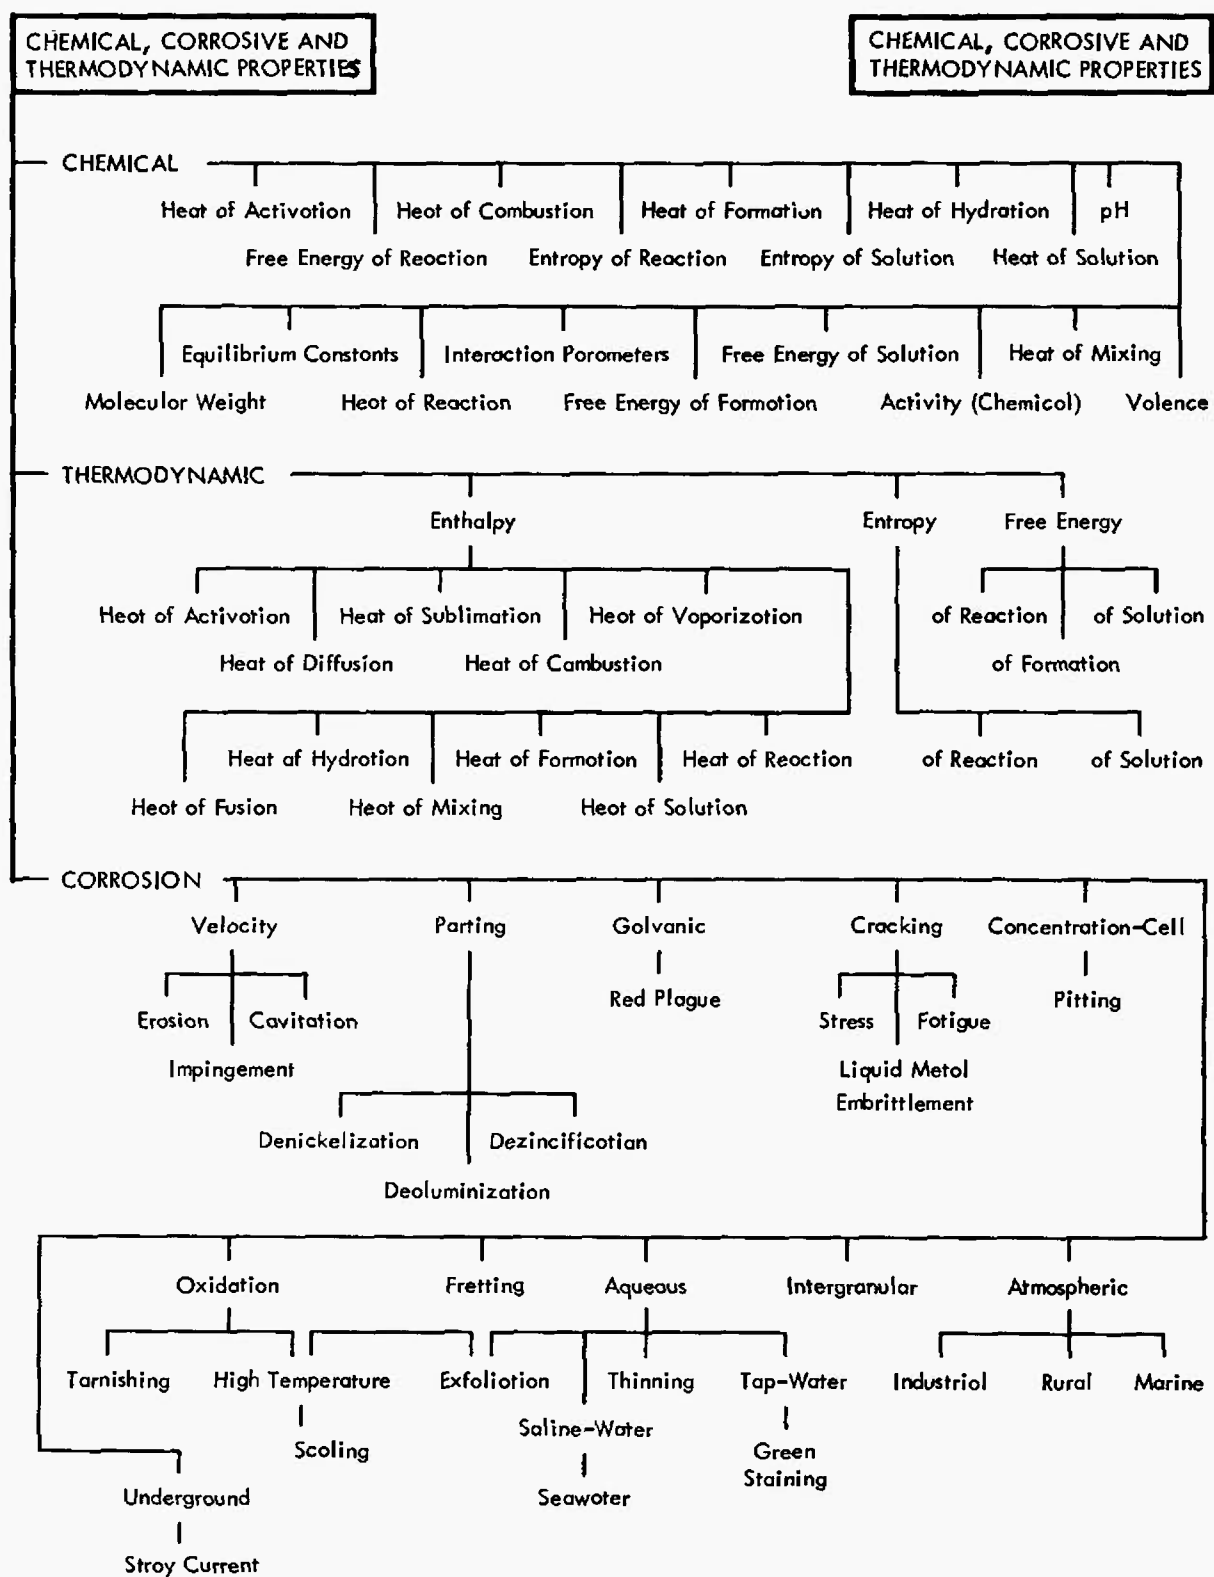 CHEMICAL, CORROSIVE AND
THERMODYNAMIC PROPERTIES
CHEMICAL, CORROSIVE AND
THERMODYNAMIC PROPERTIES
CHEMICAL
Heat of Activotion Heot of Combustion Heat of Formation Heat of Hydration pH
Free Energy of Reoction Entropy of Reaction Entropy of Solution Heat of Solution
Equilibrium Constonts Interaction Porometers Free Energy of Solution Heat of Mixing
Moleculor Weight Heot of Reaction Free Energy of Formotion Activity (Chemicol) Volence
THERMODYNAMIC
Enthalpy Entropy Free Energy
Heot of Activotion Heat of Sublimation Heot of Voporizotion of Reaction of Solution
Heat of Diffusion Heat of Cambustion of Formation
Heat af Hydrotion Heot of Formotion Heat of Reoction of Reaction of Solution
Heot of Fusion Heot of Mixing Heot of Solution
CORROSION
Velocity Parting Golvanic Cracking Concentration-Cell
Erosion Cavitation Red Plague Stress Fotigue Pitting
Impingement Liquid Metol
Embrittlement
Denickelization Dezincificotian
Deoluminization
Oxidation Fretting Aqueous Intergranular Atmospheric
Tarnishing High Temperature Exfoliotion Thinning Tap-Water Industriol Rural Marine
Scoling Saline-Water Green
Staining
Underground Seawoter
Stroy Current